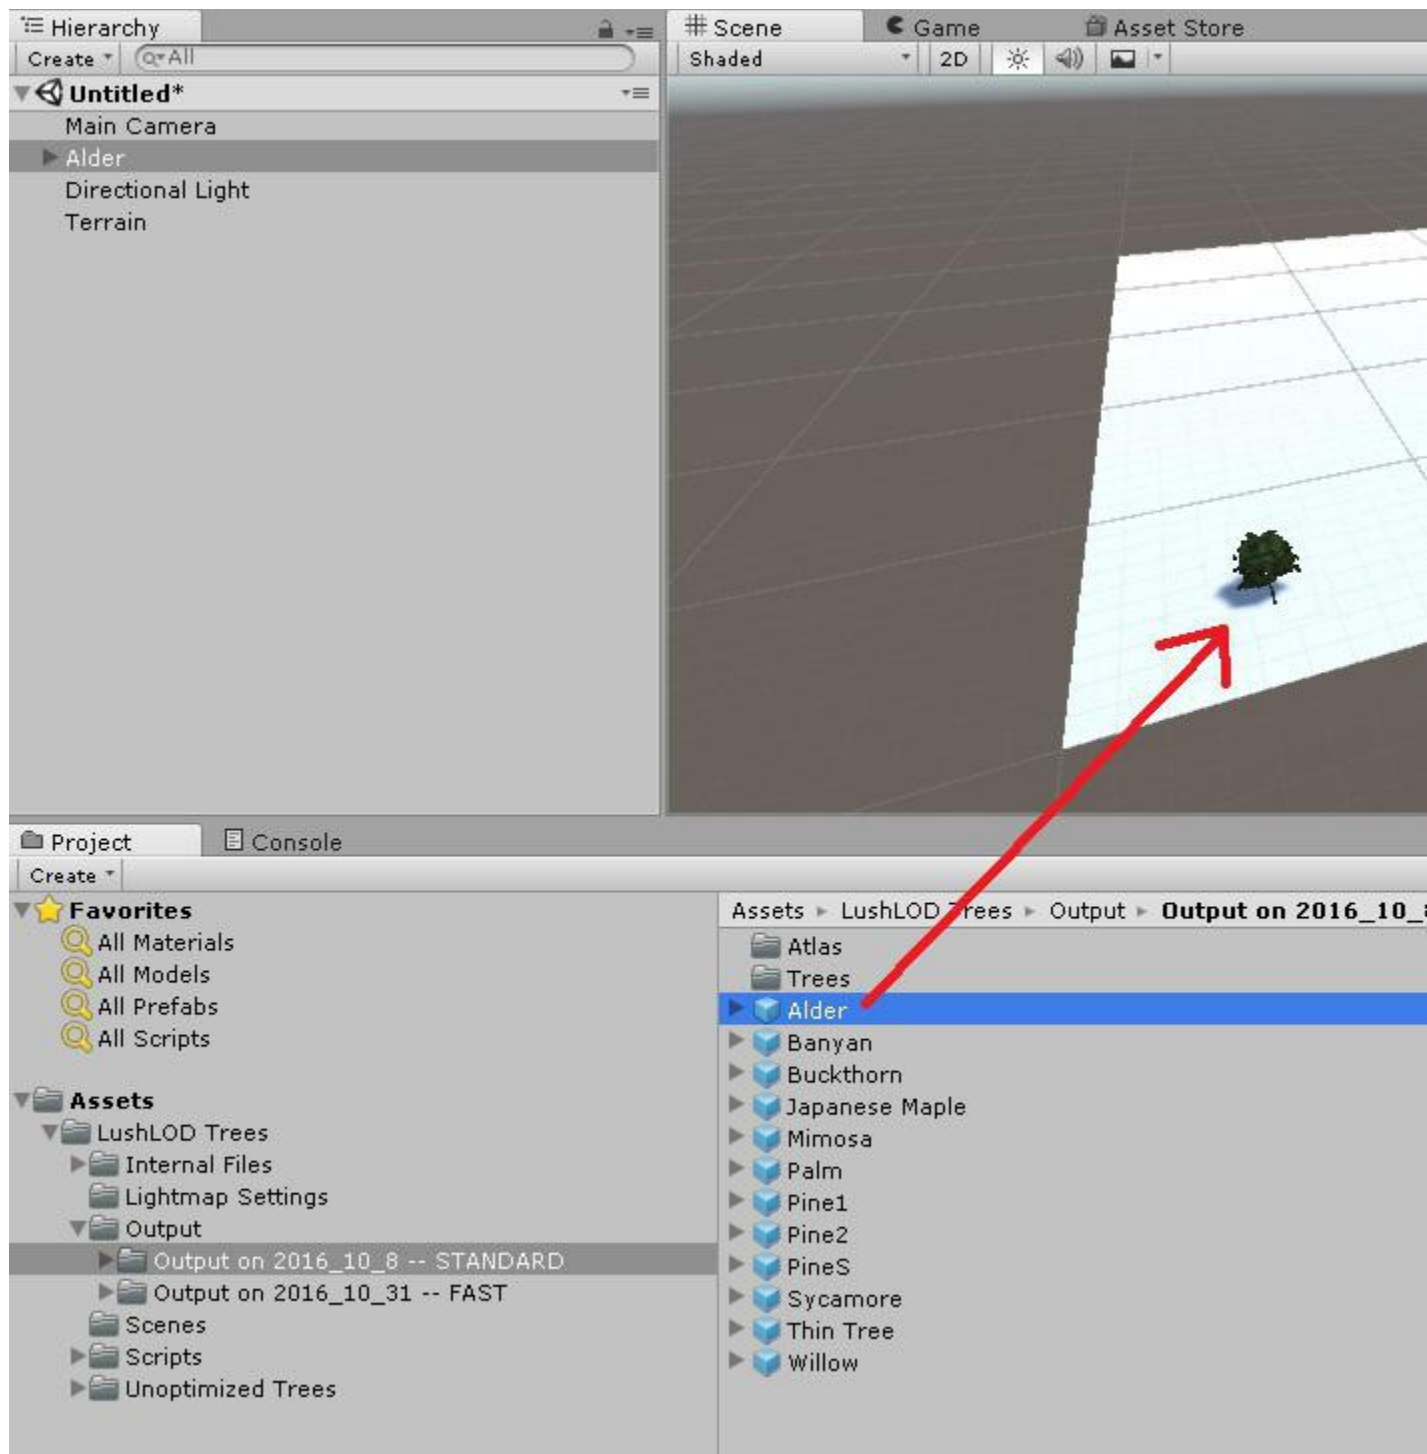 Hierarchy
Create
All
Untitled*
Main Camera
Alder
Directional Light
Terrain
Scene
Game
Asset Store
Shaded
2D
Project
Console
Create
Favorites
All Materials
All Models
All Prefabs
All Scripts
Assets
LushLOD Trees
Internal Files
Lightmap Settings
Output
Output on 2016_10_8 -- STANDARD
Output on 2016_10_31 -- FAST
Scenes
Scripts
Unoptimized Trees
Assets LushLOD Trees Output Output on 2016_10_
Atlas
Trees
Alder
Banyan
Buckthorn
Japanese Maple
Mimosa
Palm
Pine1
Pine2
PineS
Sycamore
Thin Tree
Willow